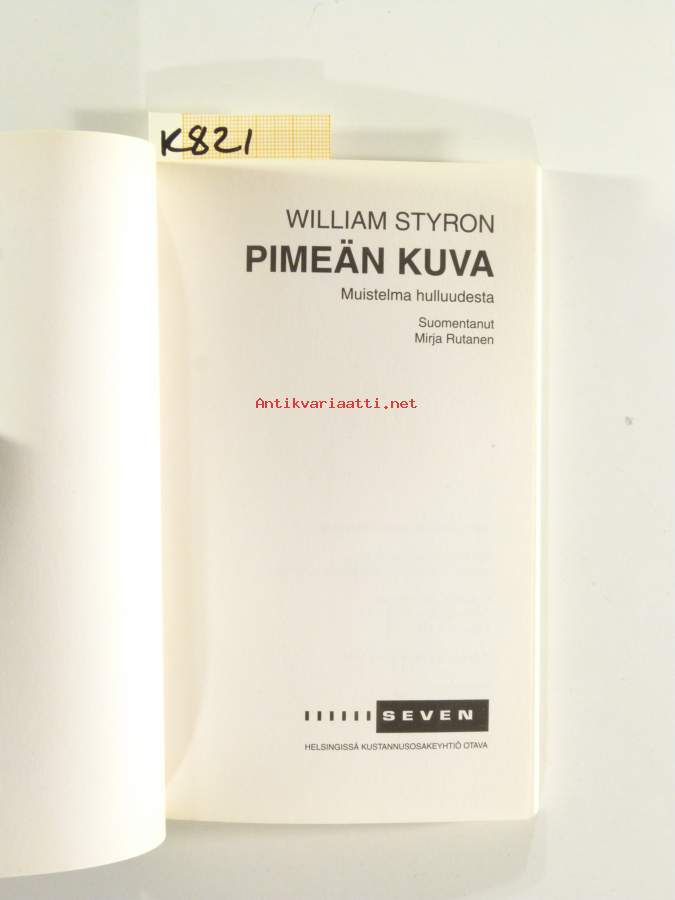 K821
WILLIAM STYRON
PIMEÄN KUVA
Muistelma hulluudesta
Suomentanut
Mirja Rutanen
Antikvariaatti.net
SEVEN
HELSINGISSÄ KUSTANNUSOSAKEYHTIÖ OTAVA